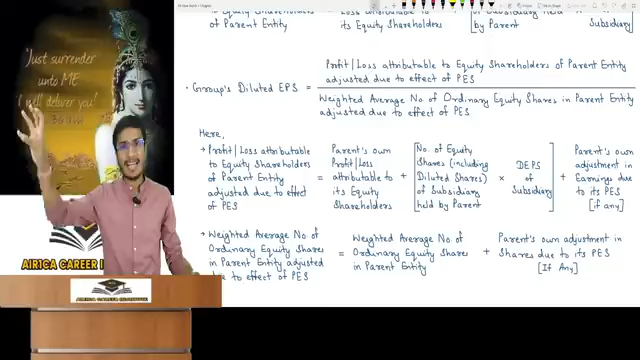 of Parent Entity
its Equity Shareholders
of Subsidiary held
by Parent
Subsidiary
"Just surrender
unto ME
I will deliver you"
• Group's Diluted EPS =
Profit/Loss attributable to Equity Shareholders of Parent Entity
adjusted due to effect of PES
Weighted Average No of Ordinary Equity Shares in Parent Entity
adjusted due to effect of PES
Here,
→ Profit/Loss attributable
to Equity Shareholders
of Parent Entity
adjusted due to effect
of PES
=
Parent's own
Profit/Loss
attributable to
its Equity
Shareholders
+
No. of Equity
Shares (including
Diluted Shares)
of Subsidiary
held by Parent
×
DEPS
of
Subsidiary
+
Parent's own
adjustment in
Earnings due
to its PES
[if any]
→ Weighted Average No. of
Ordinary Equity Shares
in Parent Entity adjusted
due to effect of PES
=
Weighted Average No of
Ordinary Equity Shares
in Parent Entity
+
Parent's own adjustment in
Shares due to its PES
[If Any]
AIR1CA CAREER
AIR1CA CAREER